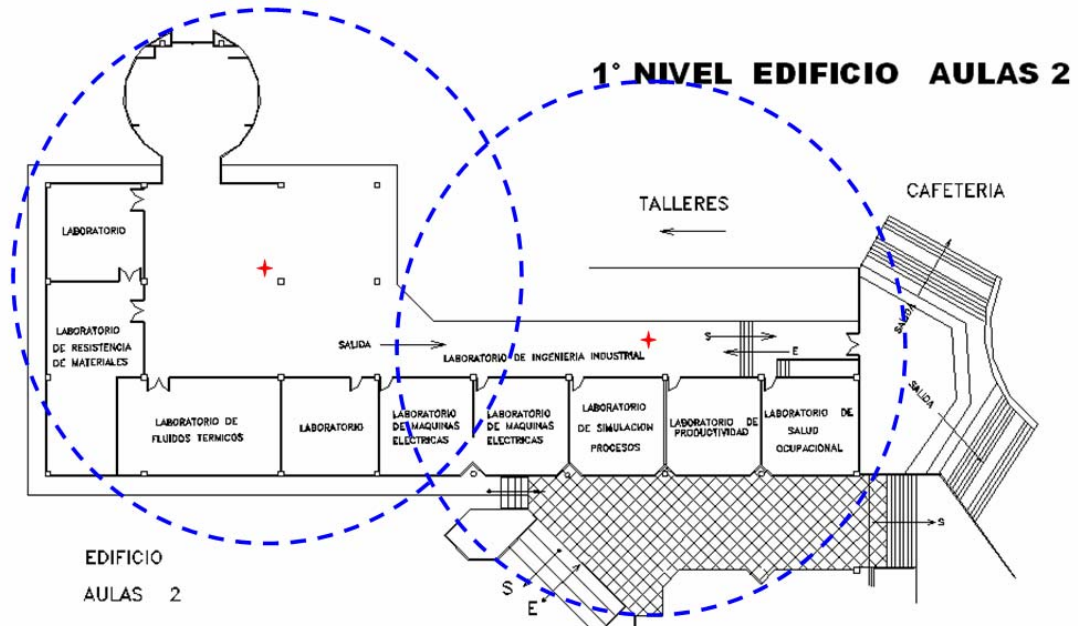 1° NIVEL EDIFICIO AULAS 2
CAFETERIA
TALLERES
LABORATORIO
LABORATORIO
DE RESISTENCIA
DE MATERIALES
SALIDA
LABORATORIO DE INGENIERIA INDUSTRIAL
S
E
SALIDA
SALIDA
LABORATORIO DE
FLUIDOS TERMICOS
LABORATORIO
LABORATORIO
DE MAQUINAS
ELECTRICAS
LABORATORIO
DE MAQUINAS
ELECTRICAS
LABORATORIO
DE SIMULACION
PROCESOS
LABORATORIO DE
PRODUCTIVIDAD
LABORATORIO DE
SALUD
OCUPACIONAL
S
EDIFICIO
AULAS 2
S
E